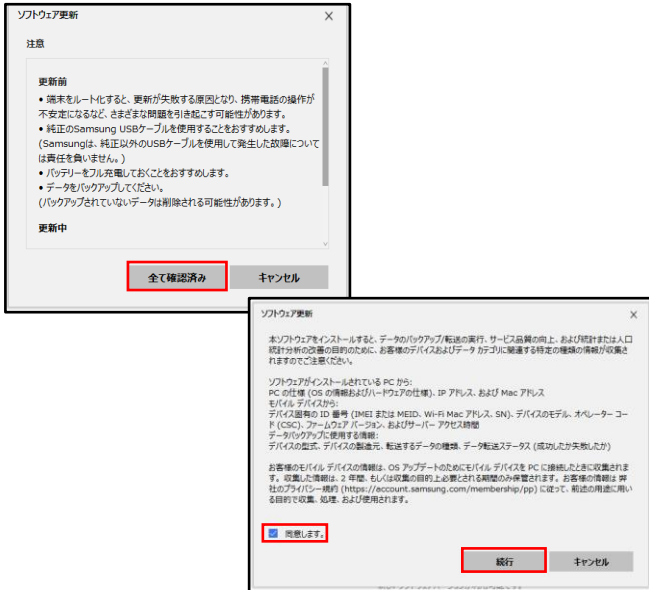 ソフトウェア更新
注意
更新前
• 端末をルート化すると、更新が失敗する原因となり、携帯電話の操作が
不安定になるなど、さまざまな問題を引き起こす可能性があります。
• 純正のSamsung USBケーブルを使用することをおすすめします。
(Samsungは、純正以外のUSBケーブルを使用して発生した故障について
は責任を負いません。)
• バッテリーをフル充電しておくことをおすすめします。
• データをバックアップしてください。
(バックアップされていないデータは削除される可能性があります。)
更新中
全て確認済み キャンセル
ソフトウェア更新
本ソフトウェアをインストールすると、データのバックアップ/転送の実行、サービス品質の向上、および統計または人口
統計分析の改善の目的のために、お客様のデバイスおよびデータ カテゴリに関連する特定の種類の情報が収集さ
れますのでご注意ください。
ソフトウェアがインストールされている PC から:
PC の仕様 (OS の情報およびハードウェアの仕様)、IP アドレス、および Mac アドレス
モバイル デバイスから:
デバイス固有の ID 番号 (IMEI または MEID、Wi-Fi Mac アドレス、SN)、デバイスのモデル、オペレーター コー
ド (CSC)、ファームウェア バージョン、およびサーバー アクセス時間
データバックアップに使用する情報:
デバイスの型式、デバイスの製造元、転送するデータの種類、データ転送ステータス (成功したか失敗したか)
お客様のモバイル デバイスの情報は、OS アップデートのためにモバイル デバイスを PC に接続したときに収集されま
す。収集した情報は、2 年間、もしくは収集の目的上必要とされる期間のみ保管されます。お客様の情報は 弊
社のプライバシー規約 (https://account.samsung.com/membership/pp) に従って、前述の用途に用い
る目的で収集、処理、および使用されます。
同意します。
続行 キャンセル